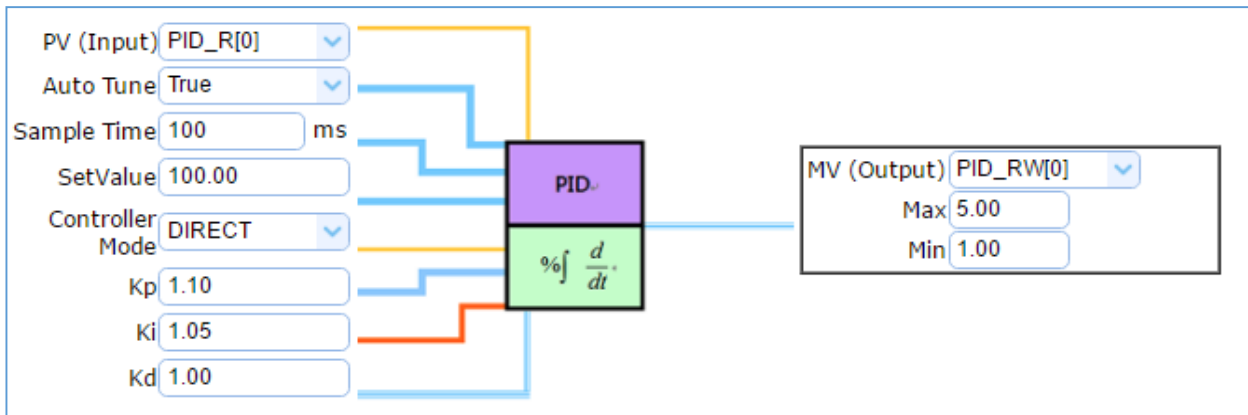 PV (Input) PID_R[0]
Auto Tune True
Sample Time 100 ms
SetValue 100.00
Controller Mode DIRECT
Kp 1.10
Ki 1.05
Kd 1.00
PID
%∫ d/dt
MV (Output) PID_RW[0]
Max 5.00
Min 1.00